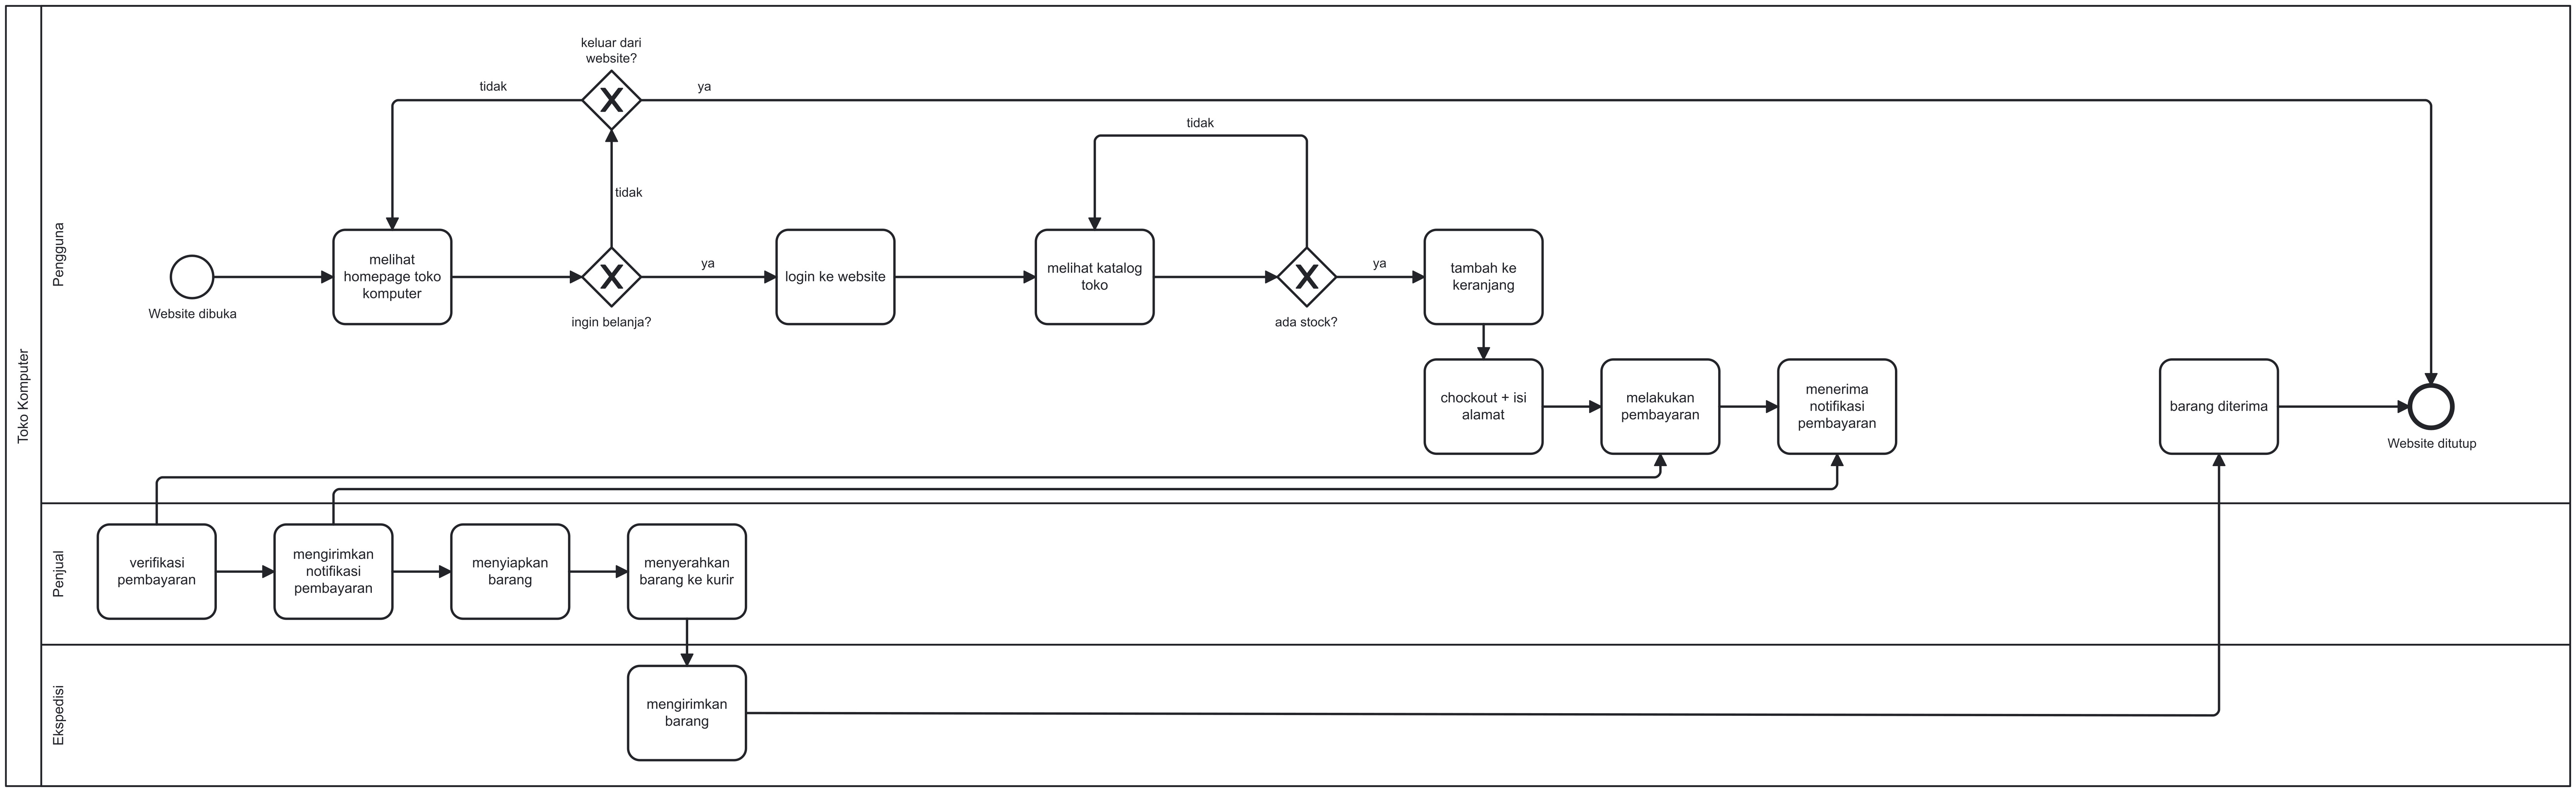 Toko Komputer
Pengguna
keluar dari
website?
tidak
ya
tidak
tidak
Website dibuka
melihat
homepage toko
komputer
ingin belanja?
ya
login ke website
melihat katalog
toko
ada stock?
ya
tambah ke
keranjang
chockout + isi
alamat
melakukan
pembayaran
menerima
notifikasi
pembayaran
barang diterima
Website ditutup
Penjual
verifikasi
pembayaran
mengirimkan
notifikasi
pembayaran
menyiapkan
barang
menyerahkan
barang ke kurir
Ekspedisi
mengirimkan
barang